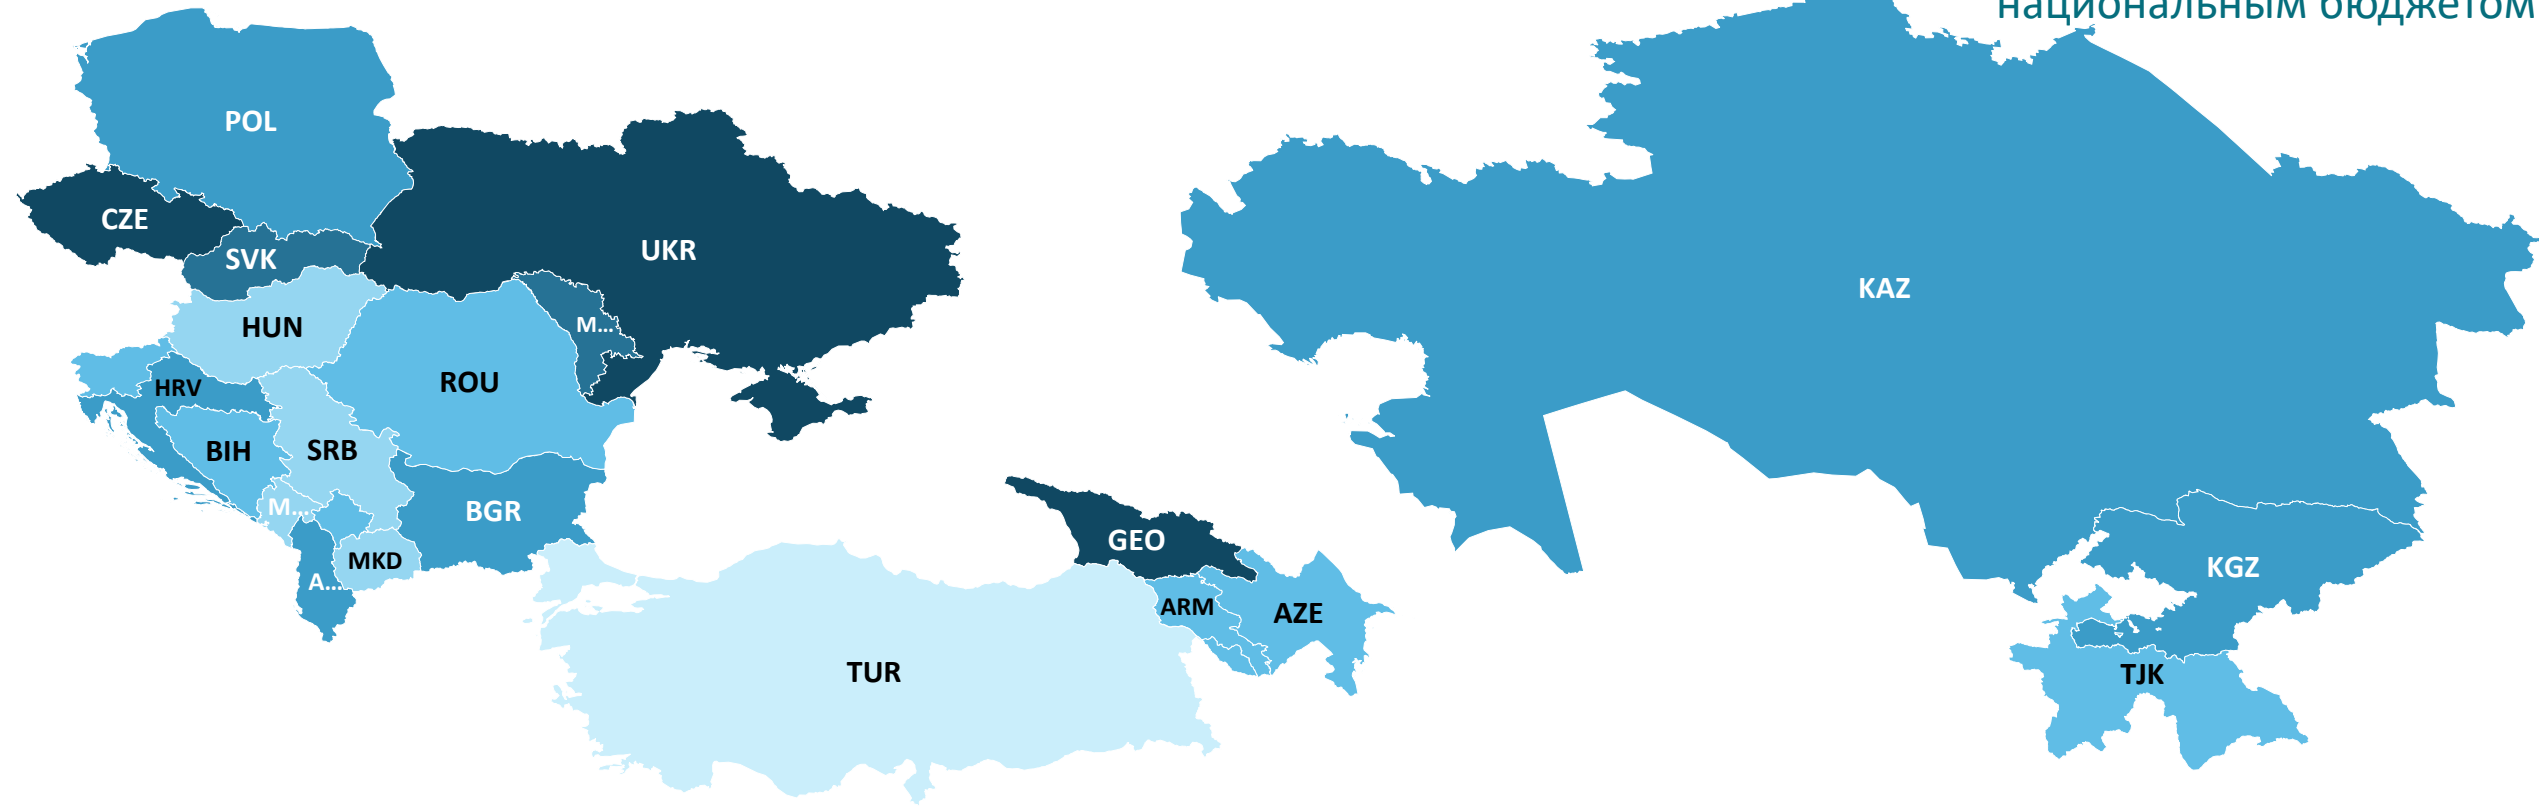 национальным бюджетом
POL
CZE
SVK
UKR
KAZ
HUN
M...
HRV
ROU
BIH
SRB
M...
BGR
GEO
MKD
A...
KGZ
ARM
AZE
TUR
TJK